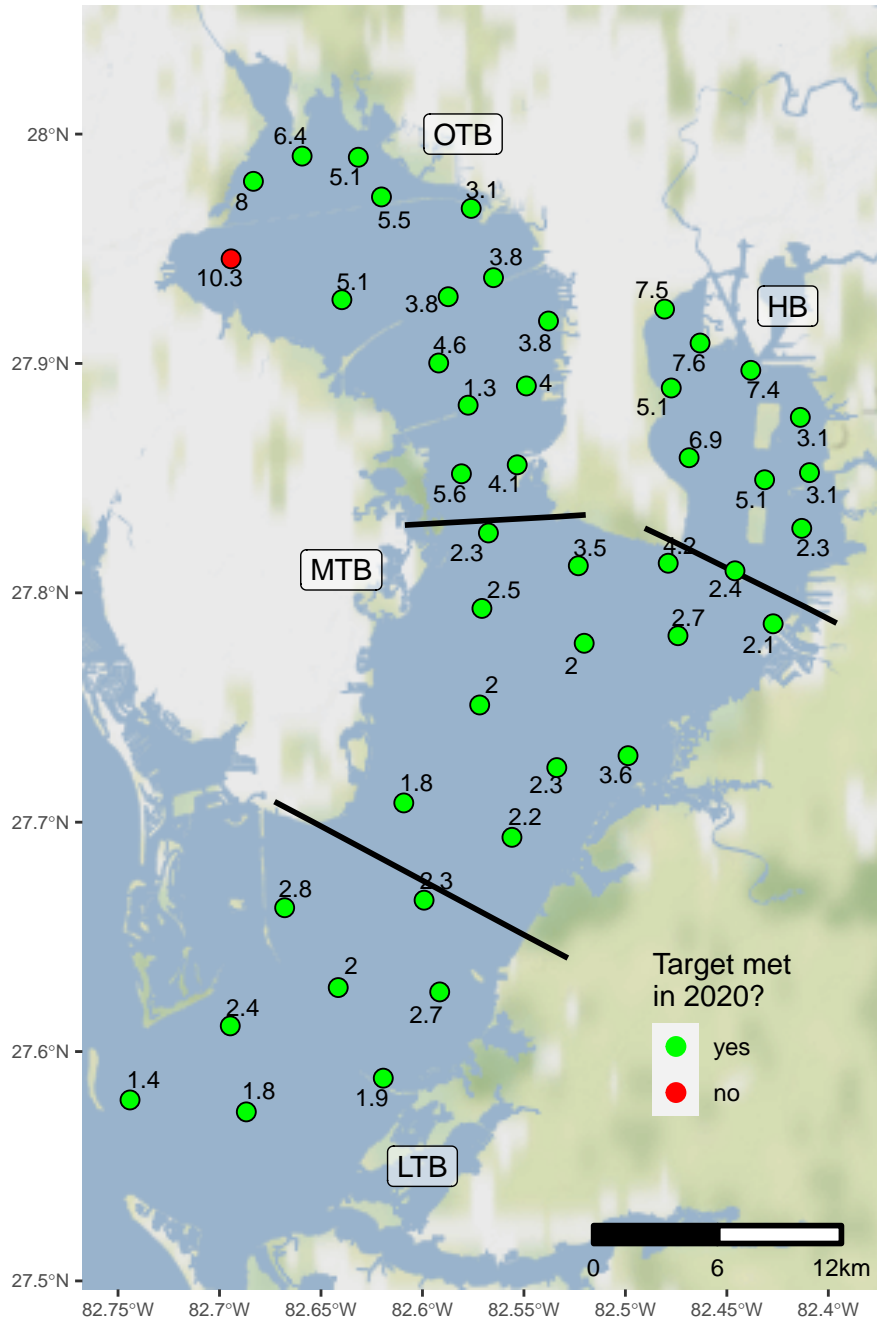 OTB
28°N
6.4
5.1
8
5.5
3.1
10.3
5.1
3.8
3.8
3.8
7.5
HB
7.6
27.9°N
4.6
4
1.3
5.1
7.4
3.1
6.9
5.6
4.1
5.1
3.1
2.3
2.3
3.5
4.2
MTB
2.4
27.8°N
2.5
2.7
2.1
2
2
2.3
3.6
1.8
27.7°N
2.2
2.3
2.8
2
2.7
Target met
in 2020?
2.4
yes
27.6°N
no
1.4
1.8
1.9
LTB
0 6 12km
27.5°N
82.75°W 82.7°W 82.65°W 82.6°W 82.55°W 82.5°W 82.45°W 82.4°W